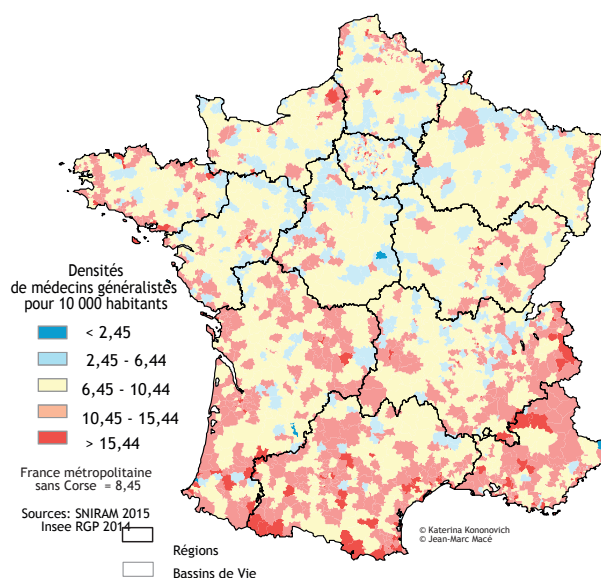 Densités
de médecins généralistes
pour 10 000 habitants
< 2,45
2,45 - 6,44
6,45 - 10,44
10,45 - 15,44
> 15,44
France métropolitaine
sans Corse = 8,45
Sources: SNIRAM 2015
Insee RGP 2014
Régions
Bassins de Vie
© Katerina Kononovich
© Jean-Marc Macé